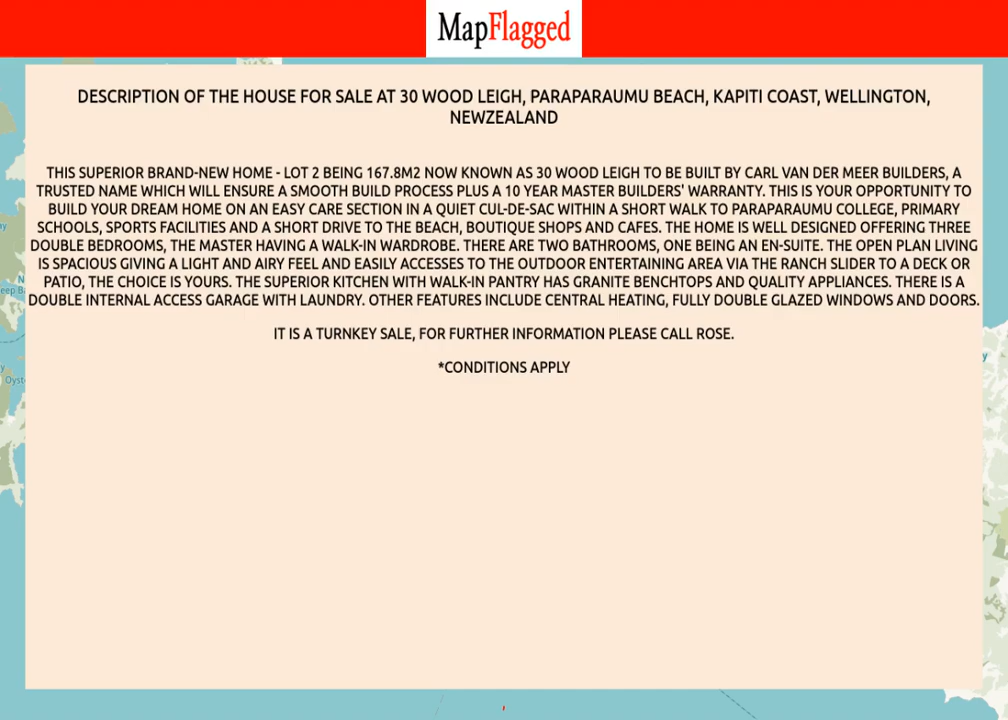 MapFlagged
DESCRIPTION OF THE HOUSE FOR SALE AT 30 WOOD LEIGH, PARAPARAUMU BEACH, KAPITI COAST, WELLINGTON,
NEWZEALAND
THIS SUPERIOR BRAND-NEW HOME - LOT 2 BEING 167.8M2 NOW KNOWN AS 30 WOOD LEIGH TO BE BUILT BY CARL VAN DER MEER BUILDERS, A
TRUSTED NAME WHICH WILL ENSURE A SMOOTH BUILD PROCESS PLUS A 10 YEAR MASTER BUILDERS' WARRANTY. THIS IS YOUR OPPORTUNITY TO
BUILD YOUR DREAM HOME ON AN EASY CARE SECTION IN A QUIET CUL-DE-SAC WITHIN A SHORT WALK TO PARAPARAUMU COLLEGE, PRIMARY
SCHOOLS, SPORTS FACILITIES AND A SHORT DRIVE TO THE BEACH, BOUTIQUE SHOPS AND CAFES. THE HOME IS WELL DESIGNED OFFERING THREE
DOUBLE BEDROOMS, THE MASTER HAVING A WALK-IN WARDROBE. THERE ARE TWO BATHROOMS, ONE BEING AN EN-SUITE. THE OPEN PLAN LIVING
IS SPACIOUS GIVING A LIGHT AND AIRY FEEL AND EASILY ACCESSES TO THE OUTDOOR ENTERTAINING AREA VIA THE RANCH SLIDER TO A DECK OR
PATIO, THE CHOICE IS YOURS. THE SUPERIOR KITCHEN WITH WALK-IN PANTRY HAS GRANITE BENCHTOPS AND QUALITY APPLIANCES. THERE IS A
DOUBLE INTERNAL ACCESS GARAGE WITH LAUNDRY. OTHER FEATURES INCLUDE CENTRAL HEATING, FULLY DOUBLE GLAZED WINDOWS AND DOORS.
IT IS A TURNKEY SALE, FOR FURTHER INFORMATION PLEASE CALL ROSE.
*CONDITIONS APPLY